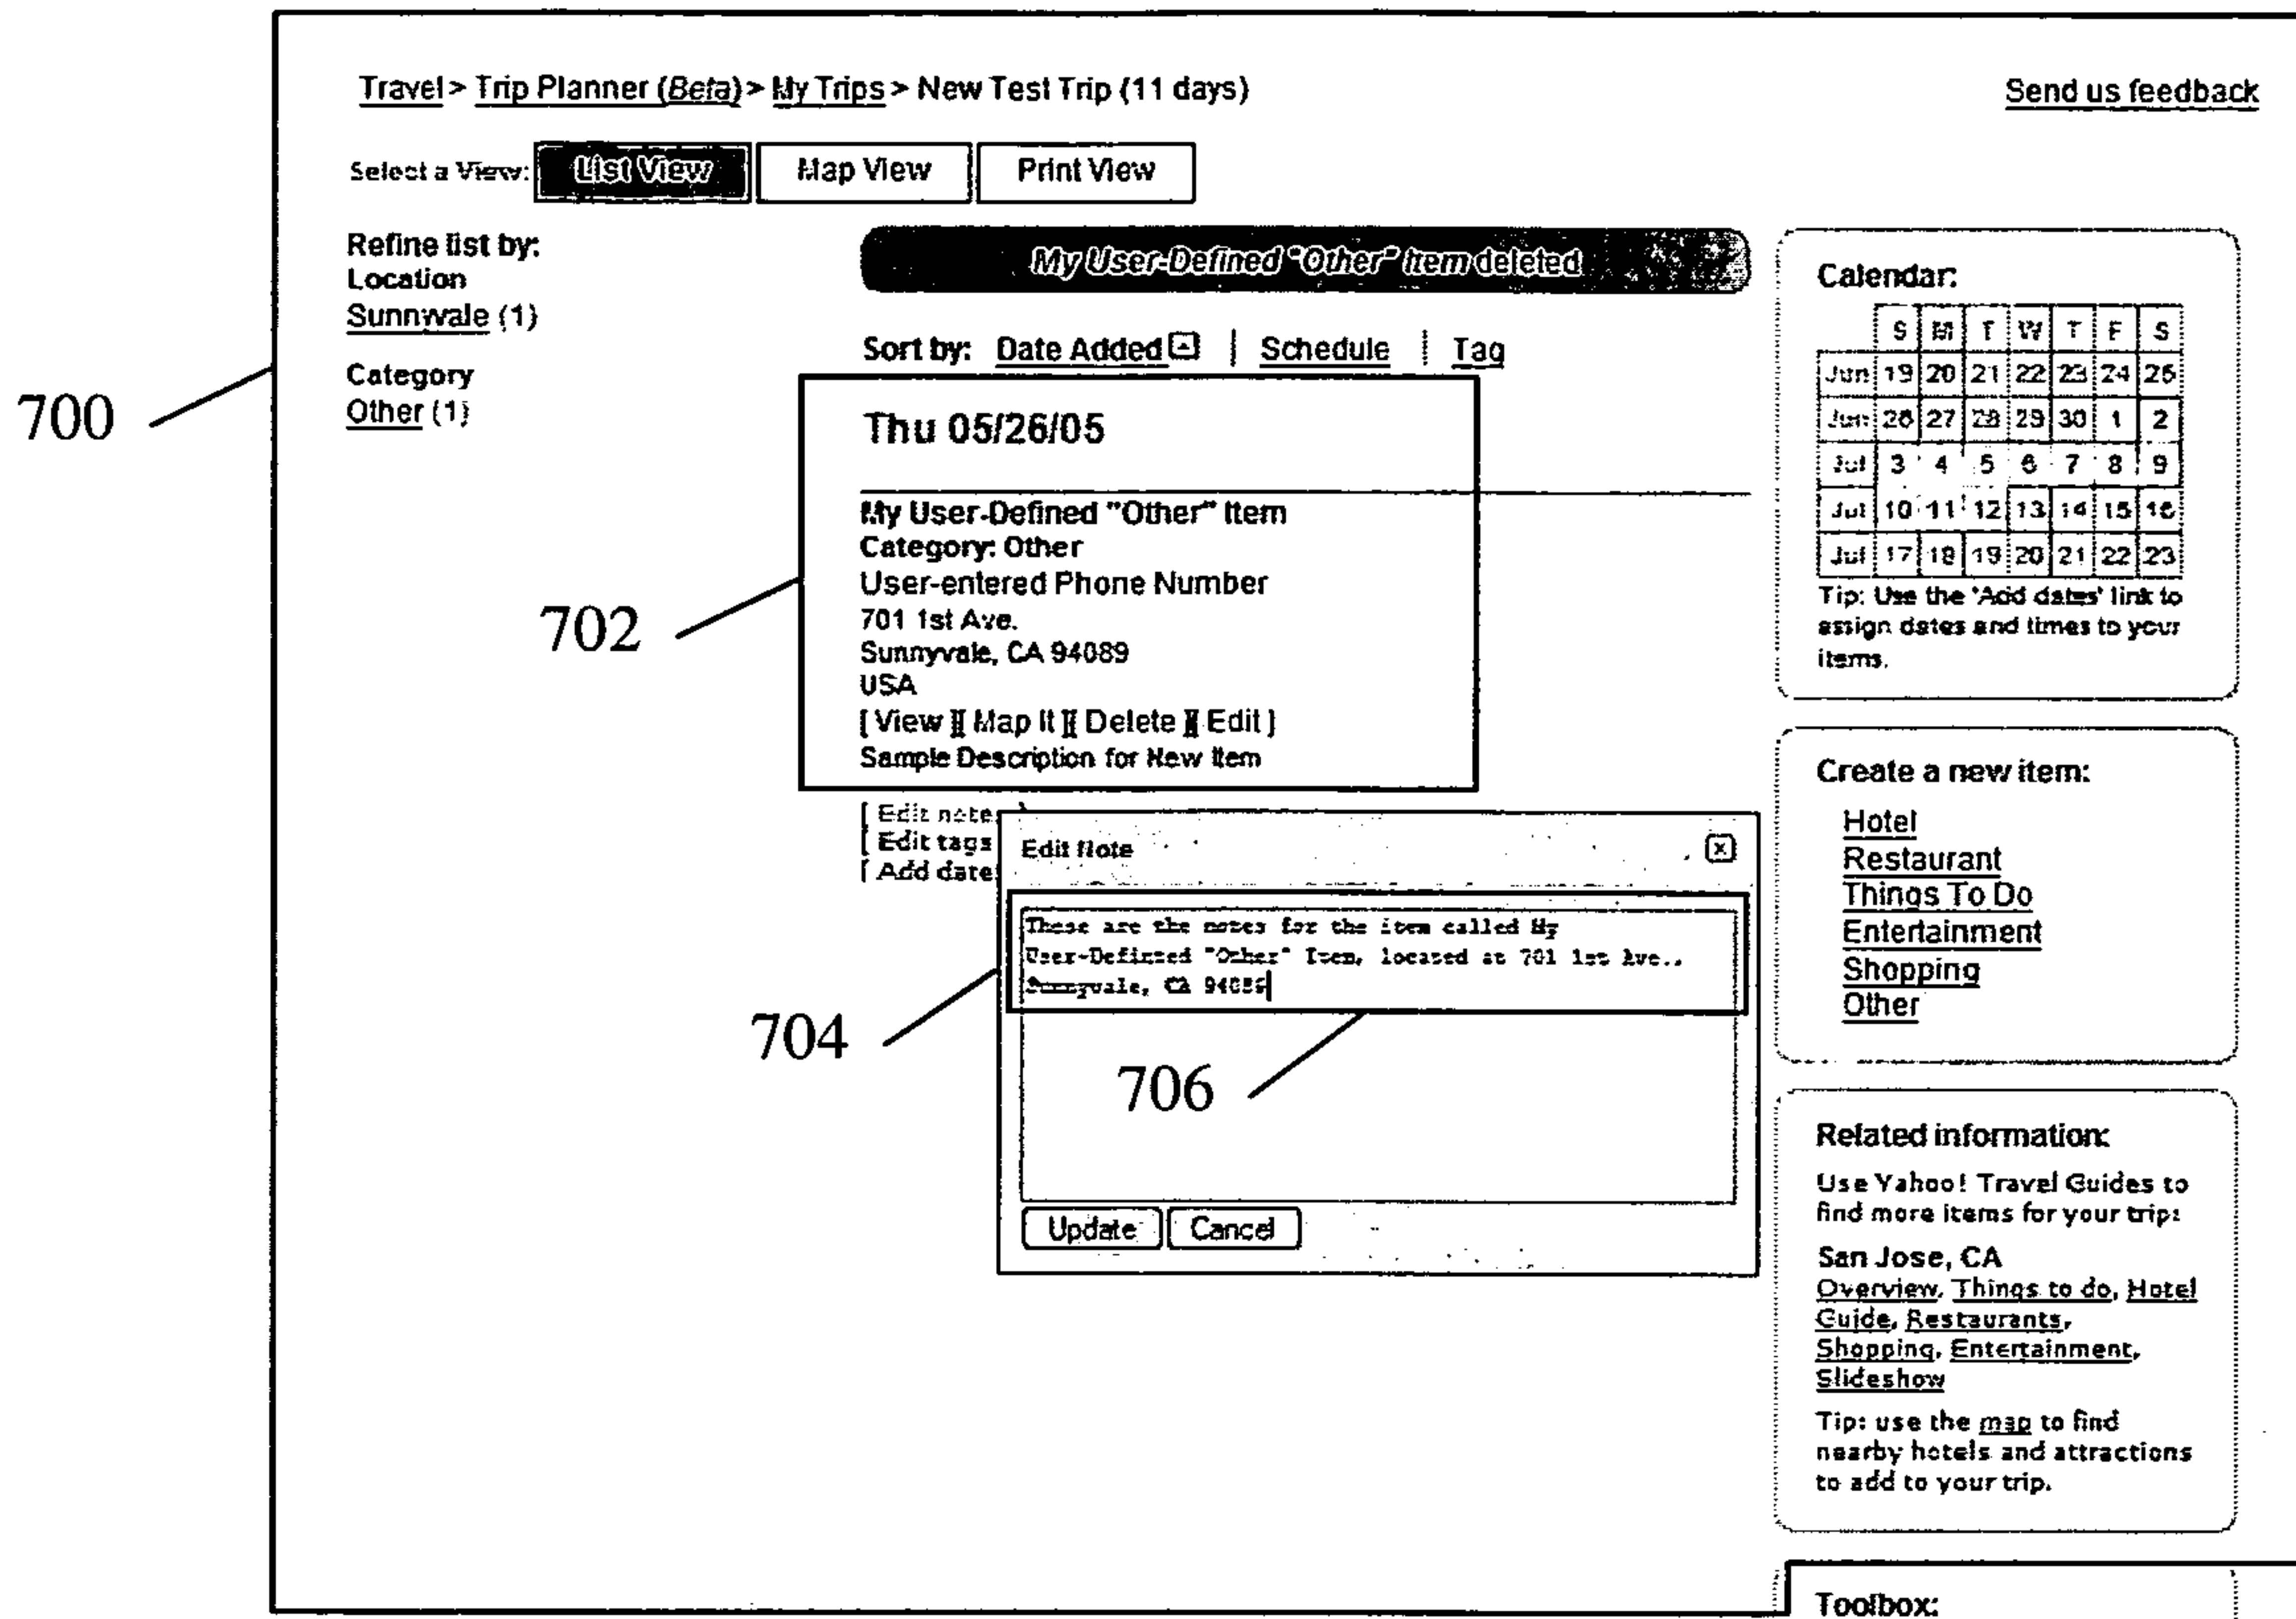 Travel > Trip Planner (Beta) > My Trips > New Test Trip (11 days)
Send us feedback
Select a View: List View Map View Print View
Refine list by:
Location
Sunnyvale (1)
Category
Other (1)
700
My User-Defined "Other" Item deleted
Sort by: Date Added | Schedule | Tag
Thu 05/26/05
My User-Defined "Other" Item
Category: Other
User-entered Phone Number
701 1st Ave.
Sunnyvale, CA 94089
USA
[ View ][ Map It ][ Delete ][ Edit ]
Sample Description for New Item
702
[ Edit note
[ Edit tags
[ Add date
Edit Note
These are the notes for the item called My
User-Definted "Other" Item, located at 701 1st Ave.,
Sunnyvale, CA 94089
704
706
Update Cancel
Calendar:
S M T W T F S
Jun 19 20 21 22 23 24 25
Jun 26 27 28 29 30 1 2
Jul 3 4 5 6 7 8 9
Jul 10 11 12 13 14 15 16
Jul 17 18 19 20 21 22 23
Tip: Use the 'Add dates' link to
assign dates and times to your
items.
Create a new item:
Hotel
Restaurant
Things To Do
Entertainment
Shopping
Other
Related information:
Use Yahoo! Travel Guides to
find more items for your trip:
San Jose, CA
Overview, Things to do, Hotel
Guide, Restaurants,
Shopping, Entertainment,
Slideshow
Tip: use the map to find
nearby hotels and attractions
to add to your trip.
Toolbox: